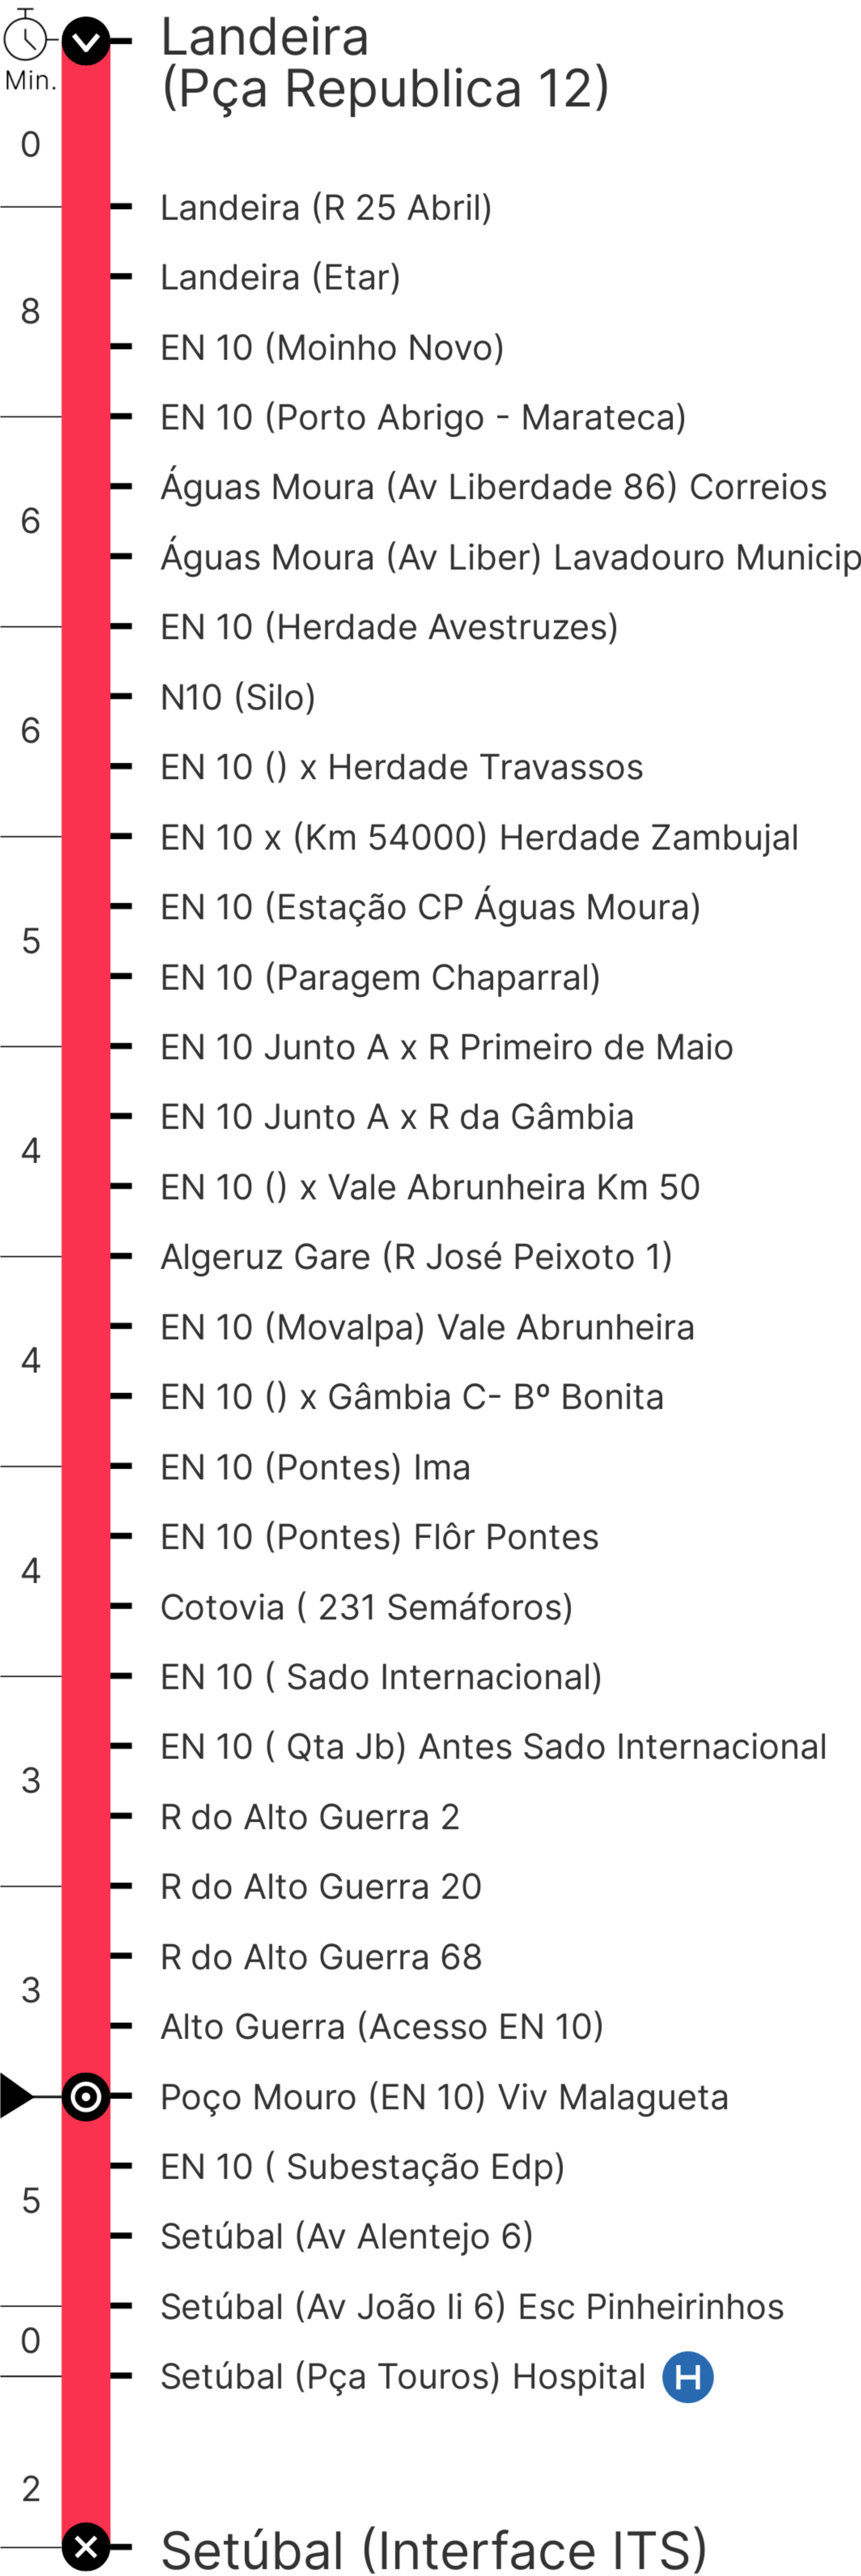 Landeira
(Pça Republica 12)
Min.
0
Landeira (R 25 Abril)
Landeira (Etar)
8
EN 10 (Moinho Novo)
EN 10 (Porto Abrigo - Marateca)
Águas Moura (Av Liberdade 86) Correios
6
Águas Moura (Av Liber) Lavadouro Municip
EN 10 (Herdade Avestruzes)
N10 (Silo)
6
EN 10 () x Herdade Travassos
EN 10 x (Km 54000) Herdade Zambujal
EN 10 (Estação CP Águas Moura)
5
EN 10 (Paragem Chaparral)
EN 10 Junto A x R Primeiro de Maio
EN 10 Junto A x R da Gâmbia
4
EN 10 () x Vale Abrunheira Km 50
Algeruz Gare (R José Peixoto 1)
EN 10 (Movalpa) Vale Abrunheira
4
EN 10 () x Gâmbia C- Bº Bonita
EN 10 (Pontes) Ima
EN 10 (Pontes) Flôr Pontes
4
Cotovia ( 231 Semáforos)
EN 10 ( Sado Internacional)
EN 10 ( Qta Jb) Antes Sado Internacional
3
R do Alto Guerra 2
R do Alto Guerra 20
R do Alto Guerra 68
3
Alto Guerra (Acesso EN 10)
Poço Mouro (EN 10) Viv Malagueta
EN 10 ( Subestação Edp)
5
Setúbal (Av Alentejo 6)
Setúbal (Av João Ii 6) Esc Pinheirinhos
0
Setúbal (Pça Touros) Hospital H
2
Setúbal (Interface ITS)